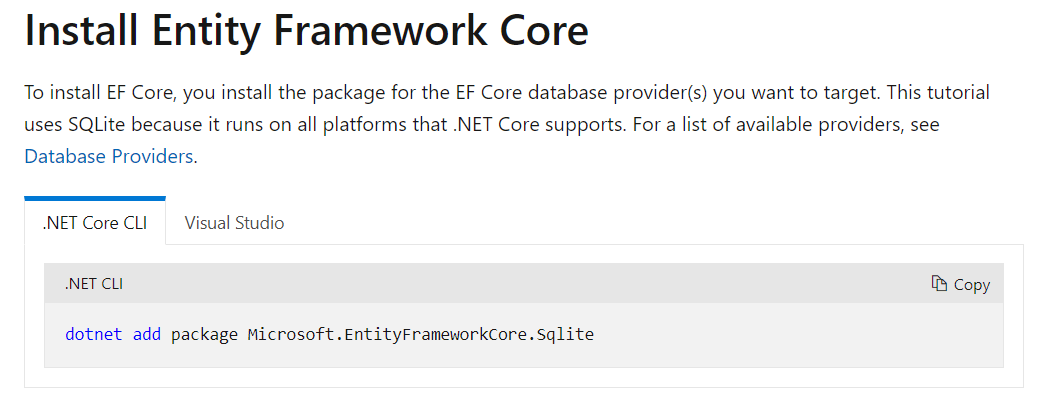 Install Entity Framework Core
To install EF Core, you install the package for the EF Core database provider(s) you want to target. This tutorial
uses SQLite because it runs on all platforms that .NET Core supports. For a list of available providers, see
Database Providers.
.NET Core CLI
Visual Studio
.NET CLI
Copy
dotnet add package Microsoft.EntityFrameworkCore.Sqlite